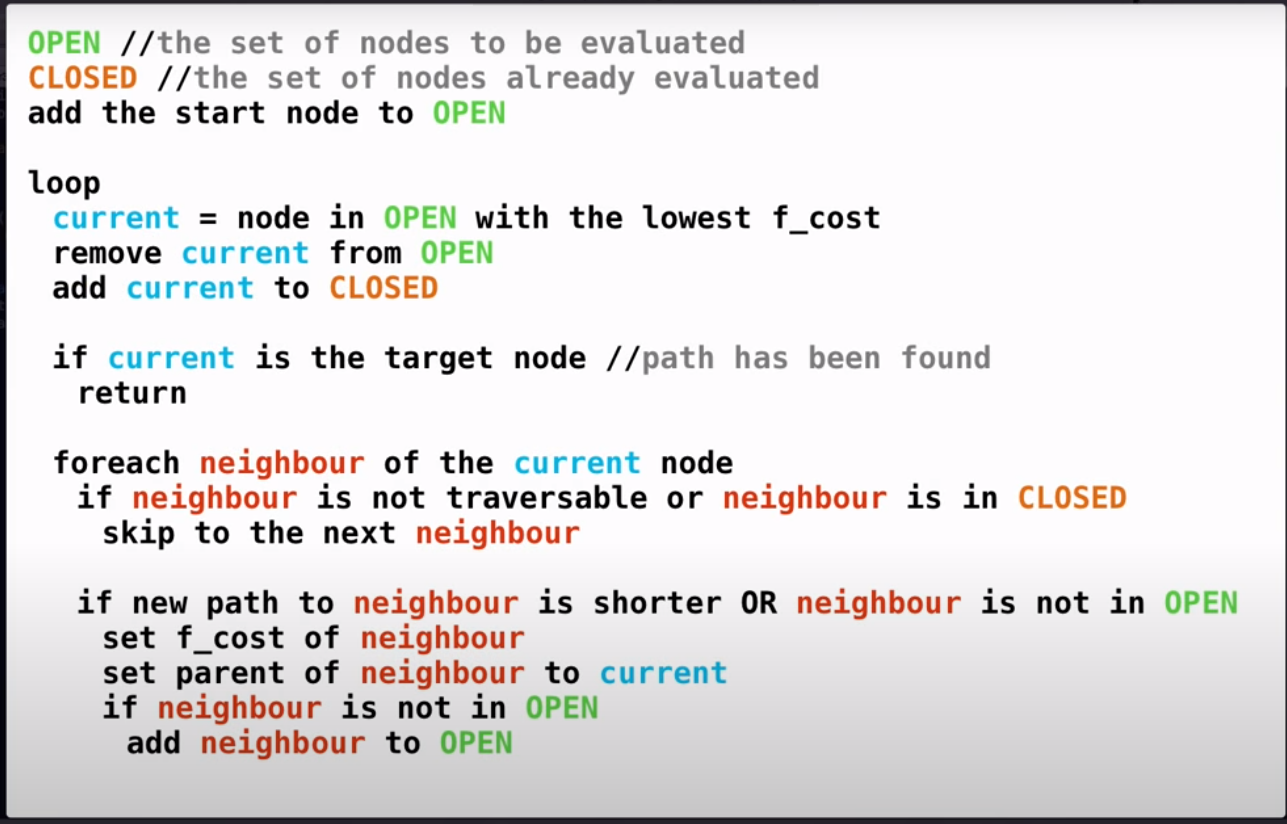 OPEN //the set of nodes to be evaluated
CLOSED //the set of nodes already evaluated
add the start node to OPEN
loop
current = node in OPEN with the lowest f_cost
remove current from OPEN
add current to CLOSED
if current is the target node //path has been found
return
foreach neighbour of the current node
if neighbour is not traversable or neighbour is in CLOSED
skip to the next neighbour
if new path to neighbour is shorter OR neighbour is not in OPEN
set f_cost of neighbour
set parent of neighbour to current
if neighbour is not in OPEN
add neighbour to OPEN